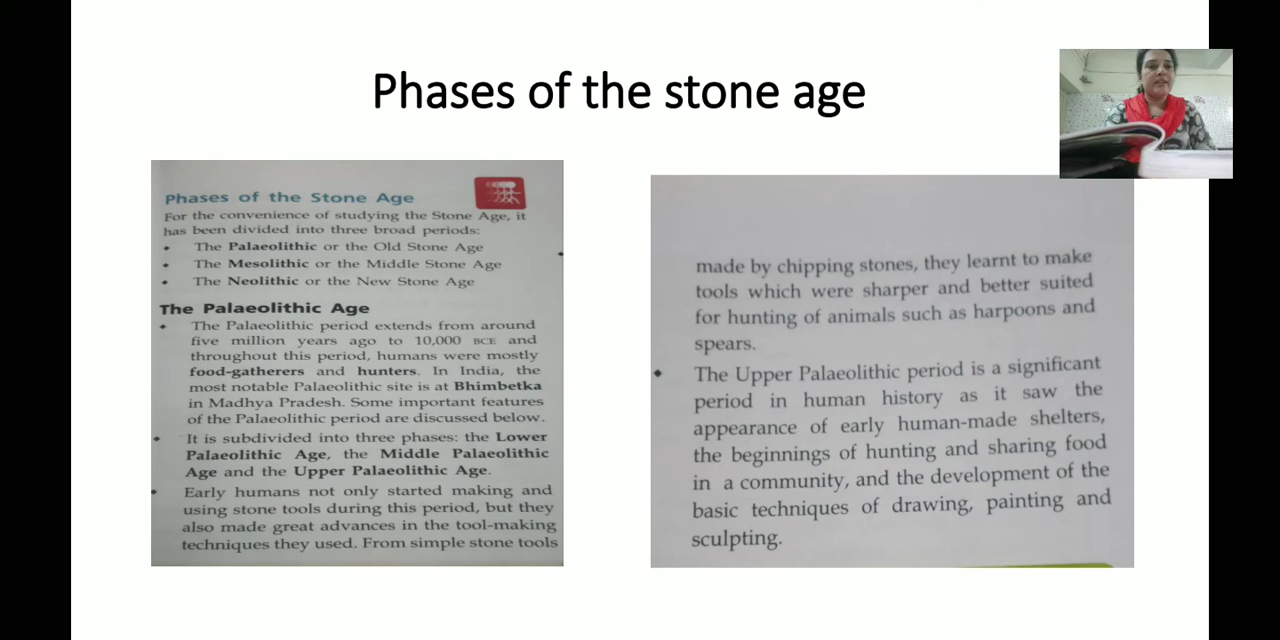 Phases of the stone age
Phases of the Stone Age
For the convenience of studying the Stone Age, it
has been divided into three broad periods:
• The Palaeolithic or the Old Stone Age
• The Mesolithic or the Middle Stone Age
• The Neolithic or the New Stone Age
The Palaeolithic Age
• The Palaeolithic period extends from around
five million years ago to 10,000 BCE and
throughout this period, humans were mostly
food-gatherers and hunters. In India, the
most notable Palaeolithic site is at Bhimbetka
in Madhya Pradesh. Some important features
of the Palaeolithic period are discussed below.
• It is subdivided into three phases: the Lower
Palaeolithic Age, the Middle Palaeolithic
Age and the Upper Palaeolithic Age.
• Early humans not only started making and
using stone tools during this period, but they
also made great advances in the tool-making
techniques they used. From simple stone tools
made by chipping stones, they learnt to make
tools which were sharper and better suited
for hunting of animals such as harpoons and
spears.
• The Upper Palaeolithic period is a significant
period in human history as it saw the
appearance of early human-made shelters,
the beginnings of hunting and sharing food
in a community, and the development of the
basic techniques of drawing, painting and
sculpting.